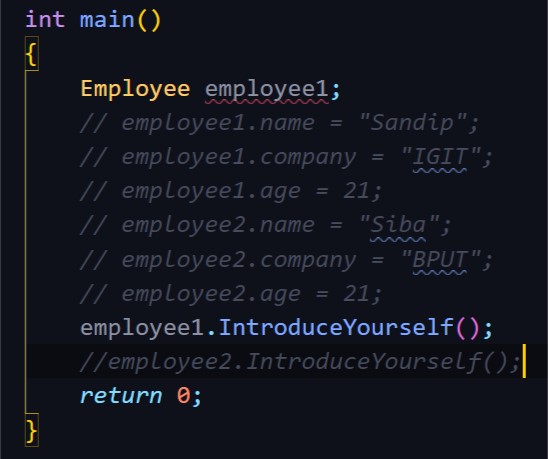 int main()
{
    Employee employee1;
    // employee1.name = "Sandip";
    // employee1.company = "IGIT";
    // employee1.age = 21;
    // employee2.name = "Siba";
    // employee2.company = "BPUT";
    // employee2.age = 21;
    employee1.IntroduceYourself();
    //employee2.IntroduceYourself();
    return 0;
}